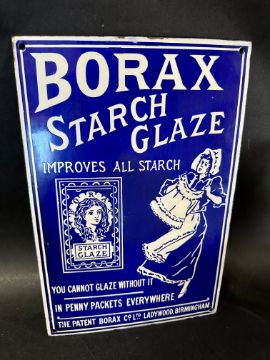 BORAX
STARCH
GLAZE
IMPROVES ALL STARCH
STARCH
GLAZE
YOU CANNOT GLAZE WITHOUT IT
IN PENNY PACKETS EVERYWHERE
THE PATENT BORAX CO LTD LADYWOOD. BIRMINGHAM